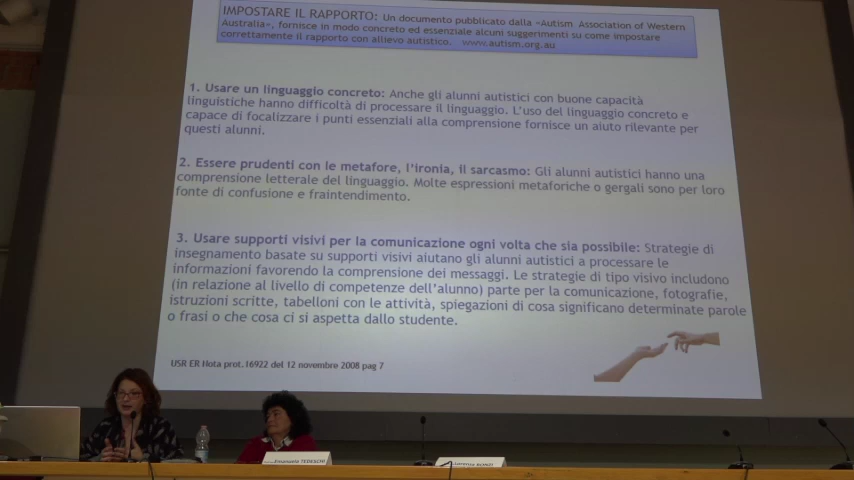 IMPOSTARE IL RAPPORTO: Un documento pubblicato dalla «Autism Association of Western
Australia», fornisce in modo concreto ed essenziale alcuni suggerimenti su come impostare
correttamente il rapporto con allievo autistico. www.autism.org.au
1. Usare un linguaggio concreto: Anche gli alunni autistici con buone capacità
linguistiche hanno difficoltà di processare il linguaggio. L'uso del linguaggio concreto e
capace di focalizzare i punti essenziali alla comprensione fornisce un aiuto rilevante per
questi alunni.
2. Essere prudenti con le metafore, l'ironia, il sarcasmo: Gli alunni autistici hanno una
comprensione letterale del linguaggio. Molte espressioni metaforiche o gergali sono per loro
fonte di confusione e fraintendimento.
3. Usare supporti visivi per la comunicazione ogni volta che sia possibile: Strategie di
insegnamento basate su supporti visivi aiutano gli alunni autistici a processare le
informazioni favorendo la comprensione dei messaggi. Le strategie di tipo visivo includono
(in relazione al livello di competenze dell'alunno) parte per la comunicazione, fotografie,
istruzioni scritte, tabelloni con le attività, spiegazioni di cosa significano determinate parole
o frasi o che cosa ci si aspetta dallo studente.
USR ER Nota prot.16922 del 12 novembre 2008 pag 7
Emanuela TEDESCHI